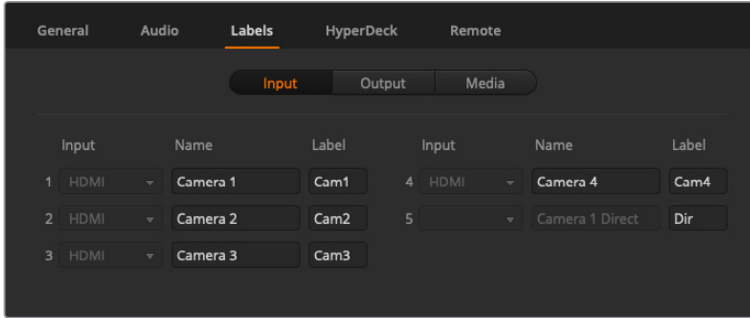 General Audio Labels HyperDeck Remote
Input Output Media
Input Name Label Input Name Label
1 HDMI Camera 1 Cam1 4 HDMI Camera 4 Cam4
2 HDMI Camera 2 Cam2 5 Camera 1 Direct Dir
3 HDMI Camera 3 Cam3